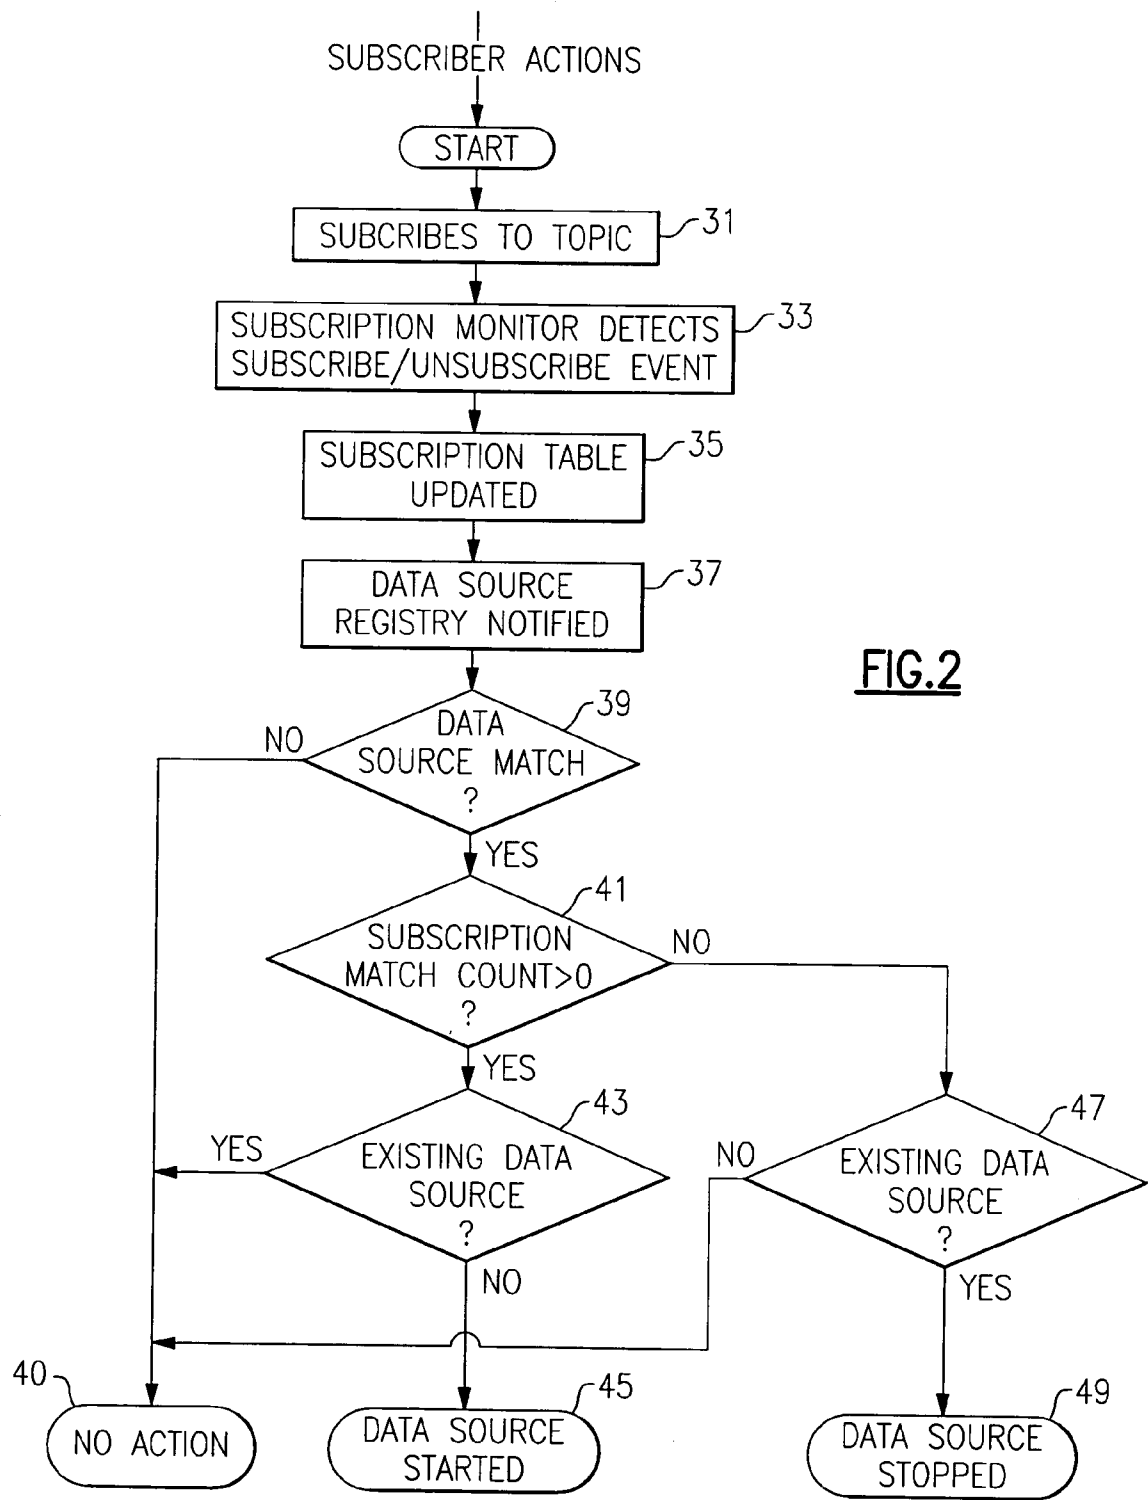 SUBSCRIBER ACTIONS
START
SUBCRIBES TO TOPIC
31
SUBSCRIPTION MONITOR DETECTS
SUBSCRIBE/UNSUBSCRIBE EVENT
33
SUBSCRIPTION TABLE
UPDATED
35
DATA SOURCE
REGISTRY NOTIFIED
37
FIG.2
DATA
SOURCE MATCH
?
39
NO
YES
SUBSCRIPTION
MATCH COUNT>0
?
41
NO
YES
EXISTING DATA
SOURCE
?
43
YES
NO
EXISTING DATA
SOURCE
?
47
NO
YES
40
NO ACTION
DATA SOURCE
STARTED
45
DATA SOURCE
STOPPED
49